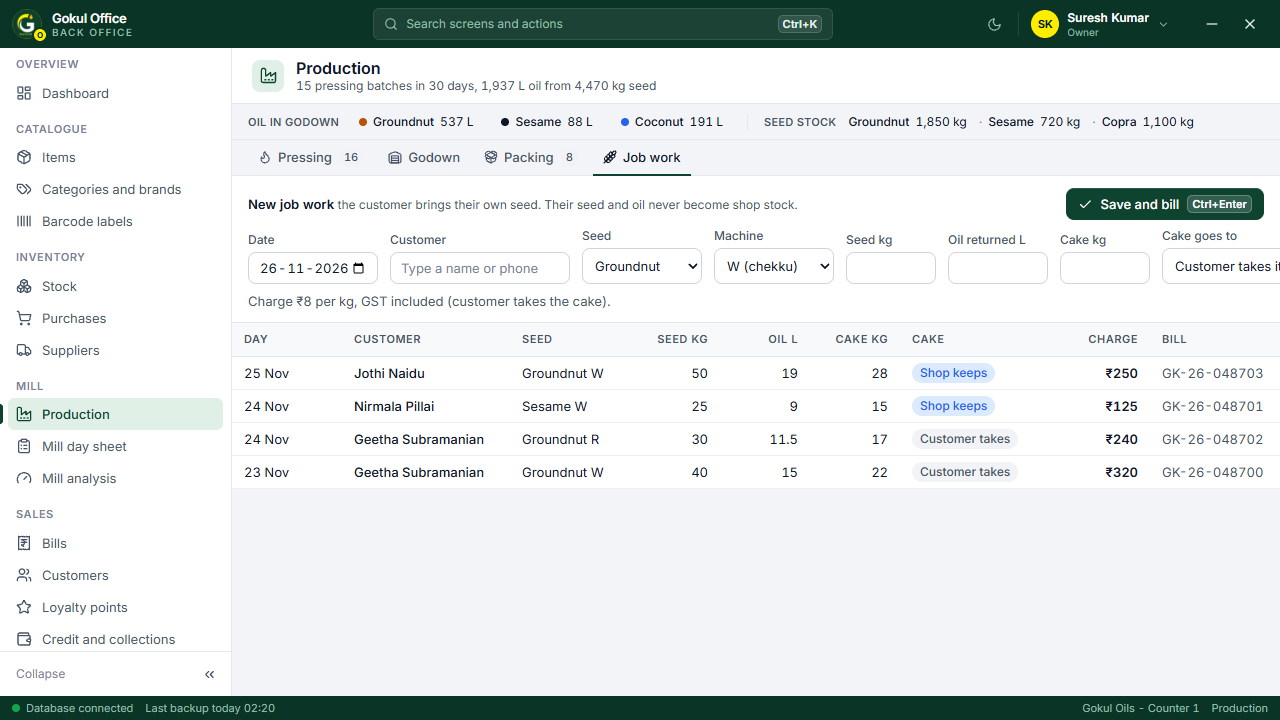 Gokul Office
BACK OFFICE
Search screens and actions
Ctrl+K
SK
Suresh Kumar
Owner
OVERVIEW
Dashboard
CATALOGUE
Items
Categories and brands
Barcode labels
INVENTORY
Stock
Purchases
Suppliers
MILL
Production
Mill day sheet
Mill analysis
SALES
Bills
Customers
Loyalty points
Credit and collections
Collapse
Production
15 pressing batches in 30 days, 1,937 L oil from 4,470 kg seed
OIL IN GODOWN Groundnut 537 L Sesame 88 L Coconut 191 L SEED STOCK Groundnut 1,850 kg · Sesame 720 kg · Copra 1,100 kg
Pressing 16 Godown Packing 8 Job work
New job work the customer brings their own seed. Their seed and oil never become shop stock.
Save and bill Ctrl+Enter
Date Customer Seed Machine Seed kg Oil returned L Cake kg Cake goes to
26-11-2026 Type a name or phone Groundnut W (chekku) Customer takes it
Charge ₹8 per kg, GST included (customer takes the cake).
DAY CUSTOMER SEED SEED KG OIL L CAKE KG CAKE CHARGE BILL
25 Nov Jothi Naidu Groundnut W 50 19 28 Shop keeps ₹250 GK-26-048703
24 Nov Nirmala Pillai Sesame W 25 9 15 Shop keeps ₹125 GK-26-048701
24 Nov Geetha Subramanian Groundnut R 30 11.5 17 Customer takes ₹240 GK-26-048702
23 Nov Geetha Subramanian Groundnut W 40 15 22 Customer takes ₹320 GK-26-048700
Database connected Last backup today 02:20
Gokul Oils - Counter 1 Production